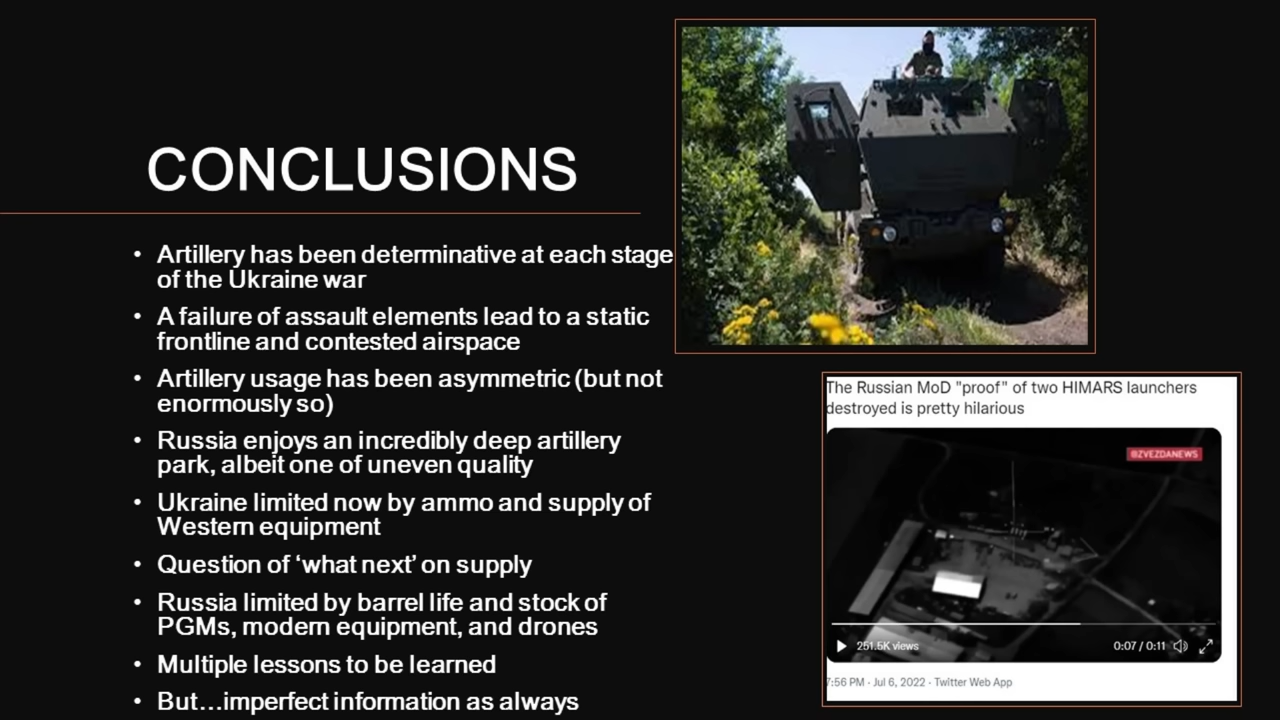 CONCLUSIONS
• Artillery has been determinative at each stage
of the Ukraine war
• A failure of assault elements lead to a static
frontline and contested airspace
• Artillery usage has been asymmetric (but not
enormously so)
• Russia enjoys an incredibly deep artillery
park, albeit one of uneven quality
• Ukraine limited now by ammo and supply of
Western equipment
• Question of ‘what next’ on supply
• Russia limited by barrel life and stock of
PGMs, modern equipment, and drones
• Multiple lessons to be learned
• But…imperfect information as always
The Russian MoD "proof" of two HIMARS launchers
destroyed is pretty hilarious
@ZVEZDANEWS
251.5K views
0:07 / 0:11
7:56 PM · Jul 6, 2022 · Twitter Web App